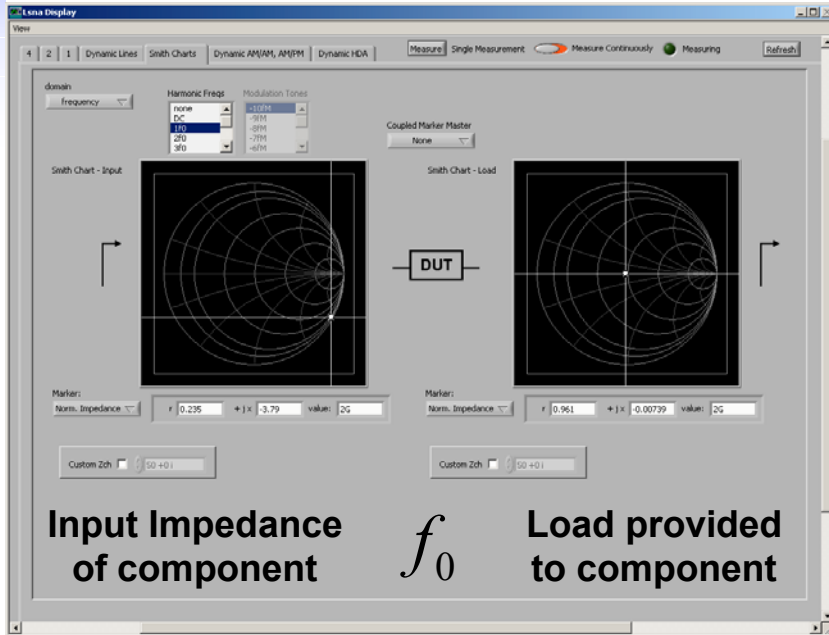 Lsna Display
View
4 2 1 Dynamic Lines Smith Charts Dynamic AM/AM, AM/PM Dynamic HDA Measure Single Measurement Measure Continuously Measuring Refresh
domain
frequency
Harmonic Freqs
none
DC
1f0
2f0
3f0
Modulation Tones
-10fM
-9fM
-8fM
-7fM
-6fM
Coupled Marker Master
None
Smith Chart - Input
Smith Chart - Load
DUT
Marker:
Norm. Impedance r 0.235 + j x -3.79 value: 2G
Marker:
Norm. Impedance r 0.961 + j x -0.00739 value: 2G
Custom Zch 50 +0 i
Custom Zch 50 +0 i
Input Impedance
of component
f0
Load provided
to component